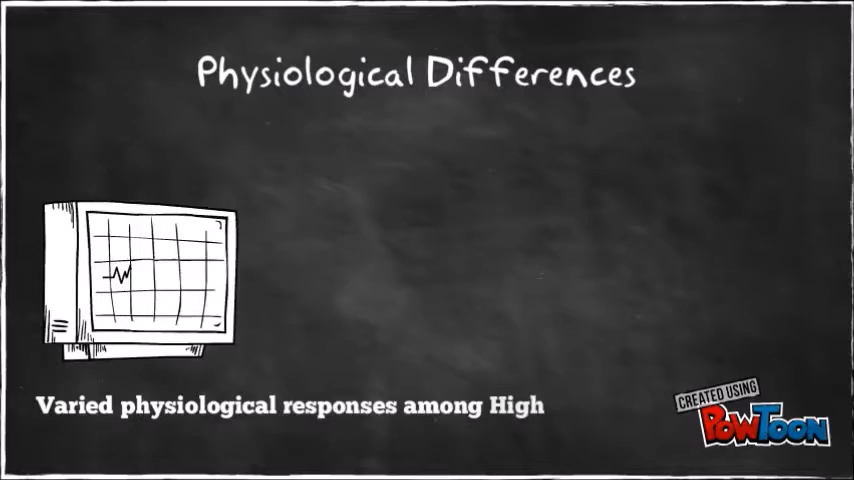 Physiological Differences
Varied physiological responses among High
CREATED USING
PowToon